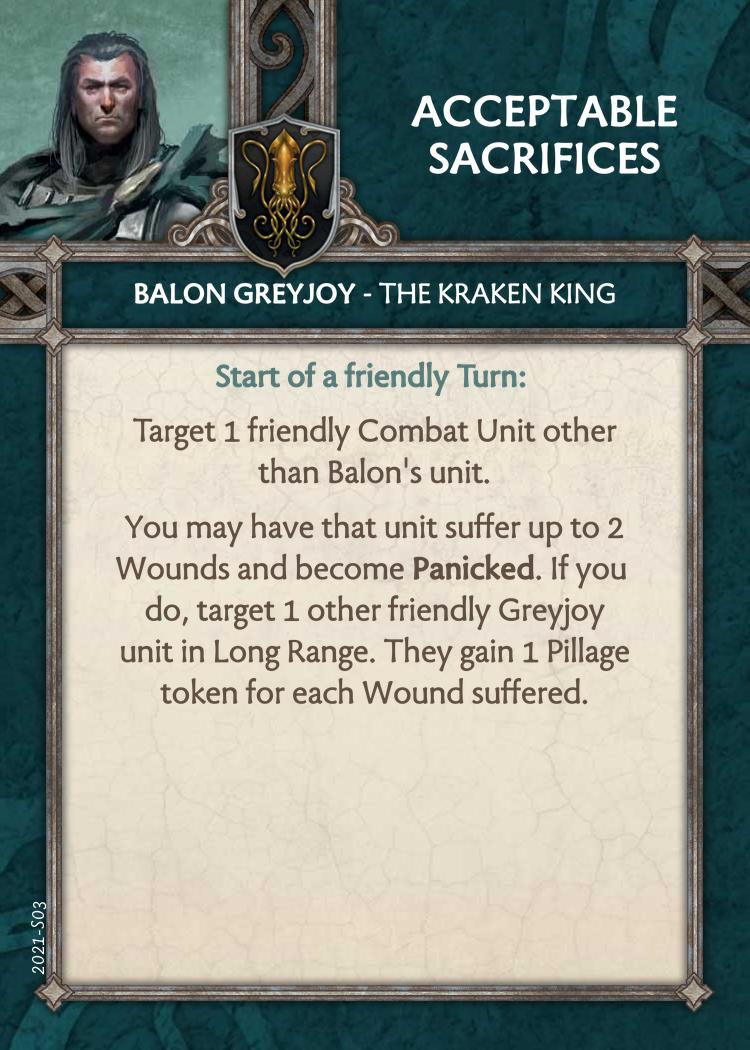 ACCEPTABLE
SACRIFICES
BALON GREYJOY - THE KRAKEN KING
Start of a friendly Turn:
Target 1 friendly Combat Unit other
than Balon's unit.
You may have that unit suffer up to 2
Wounds and become Panicked. If you
do, target 1 other friendly Greyjoy
unit in Long Range. They gain 1 Pillage
token for each Wound suffered.
2021-S03